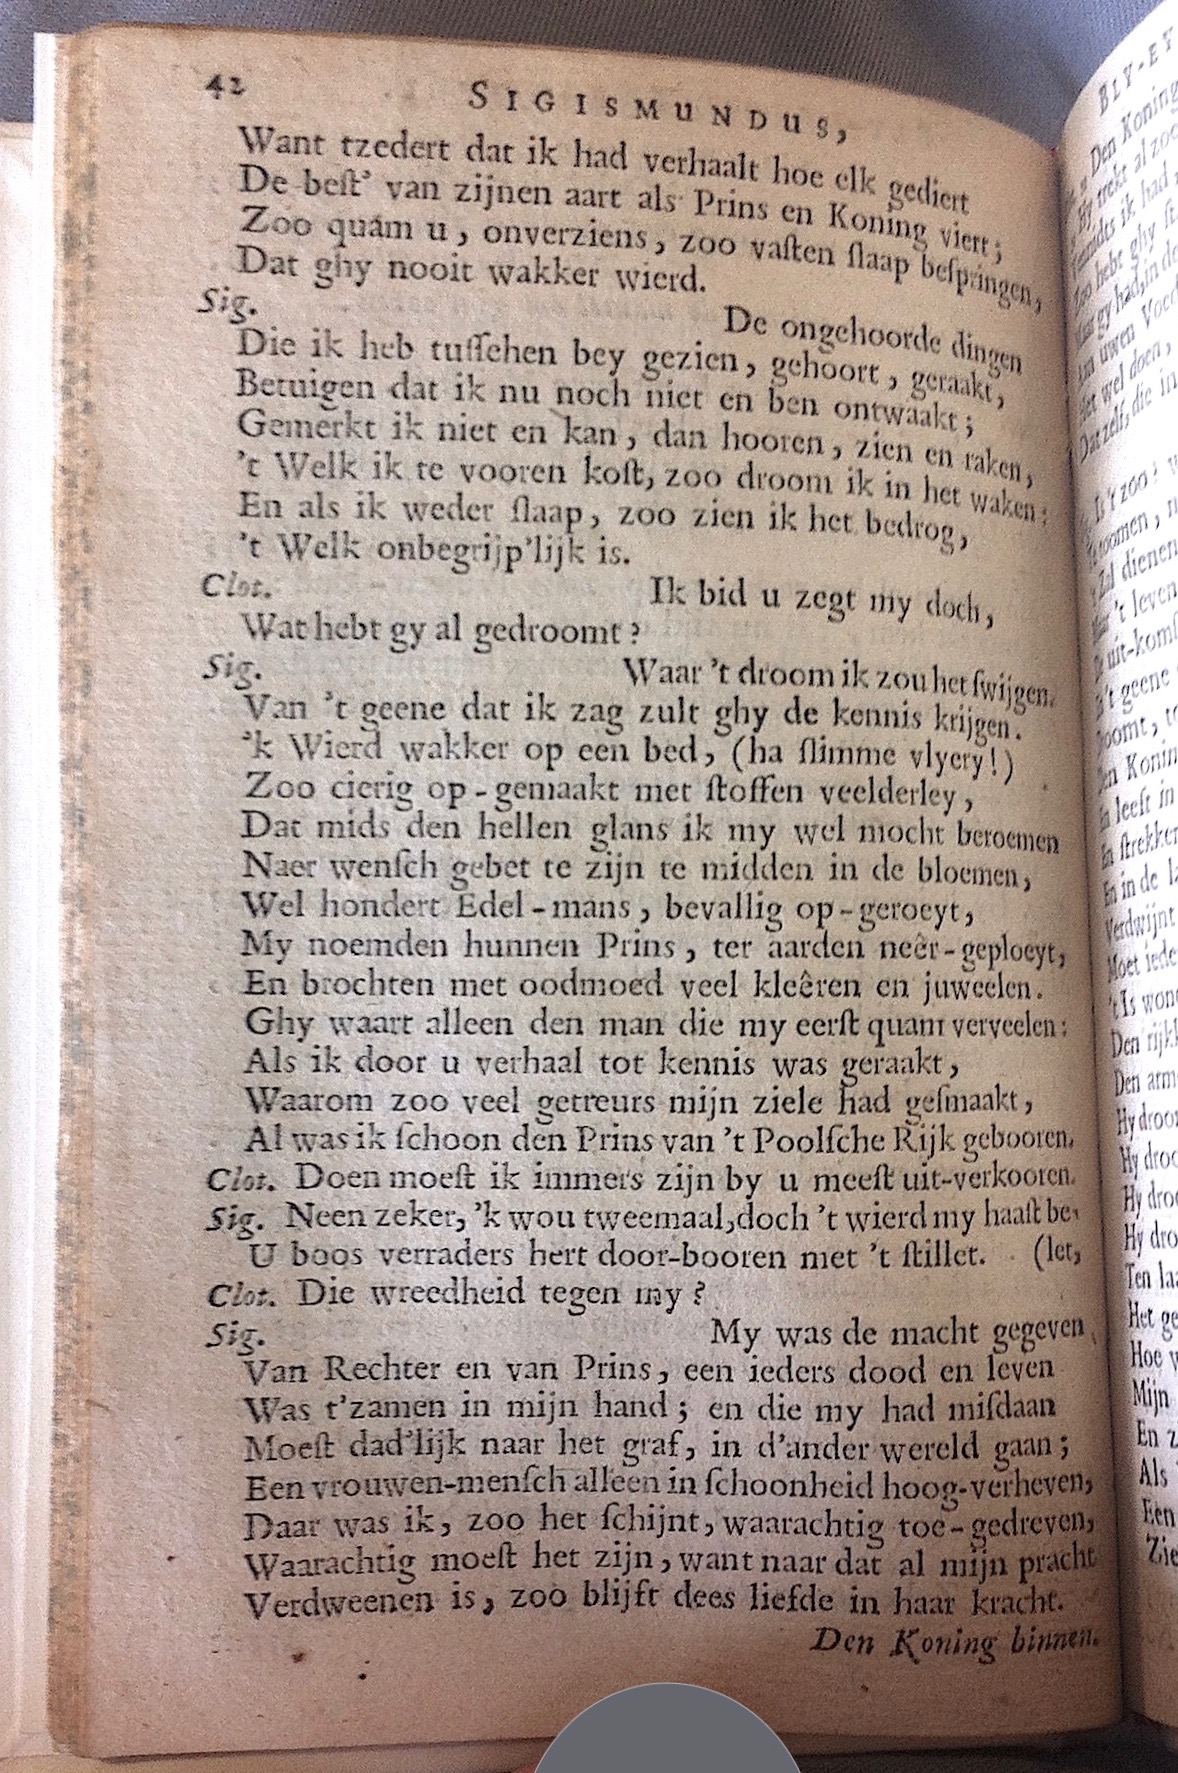 42 SIGISMUNDUS,
Want tzedert dat ik had verhaalt hoe elk gediert
De beſt' van zijnen aart als Prins en Koning viert;
Zoo quam u, onverziens, zoo vaſten ſlaap beſpringen,
Dat ghy nooit wakker wierd.
Sig. De ongehoorde dingen
Die ik heb tuſſchen bey gezien, gehoort, geraakt,
Betuigen dat ik nu noch niet en ben ontwaakt;
Gemerkt ik niet en kan, dan hooren, zien en raken,
't Welk ik te vooren koſt, zoo droom ik in het waken:
En als ik weder ſlaap, zoo zien ik het bedrog,
't Welk onbegrijp'lijk is.
Clot. Ik bid u zegt my doch,
Wat hebt gy al gedroomt?
Sig. Waar 't droom ik zou het ſwijgen.
Van 't geene dat ik zag zult ghy de kennis krijgen.
'k Wierd wakker op een bed, (ha ſlimme vlyery!)
Zoo cierig op-gemaakt met ſtoffen veelderley,
Dat mids den hellen glans ik my wel mocht beroemen
Naer wenſch gebet te zijn te midden in de bloemen,
Wel hondert Edel-mans, bevallig op-geroeyt,
My noemden hunnen Prins, ter aarden neêr-geploeyt,
En brochten met oodmoed veel kleêren en juweelen.
Ghy waart alleen den man die my eerſt quam verveelen:
Als ik door u verhaal tot kennis was geraakt,
Waarom zoo veel getreurs mijn ziele had geſmaakt,
Al was ik ſchoon den Prins van 't Poolſche Rijk gebooren.
Clot. Doen moeſt ik immers zijn by u meeſt uit-verkooren.
Sig. Neen zeker, 'k wou tweemaal, doch 't wierd my haaſt be-
U boos verraders hert door-booren met 't ſtillet. (let,
Clot. Die wreedheid tegen my?
Sig. My was de macht gegeven
Van Rechter en van Prins, een ieders dood en leven
Was t'zamen in mijn hand; en die my had miſdaan
Moeſt dad'lijk naar het graf, in d'ander wereld gaan;
Een vrouwen-menſch alleen in ſchoonheid hoog-verheven,
Daar was ik, zoo het ſchijnt, waarachtig toe-gedreven,
Waarachtig moeſt het zijn, want naar dat al mijn pracht
Verdweenen is, zoo blijft dees liefde in haar kracht.
Den Koning binnen.